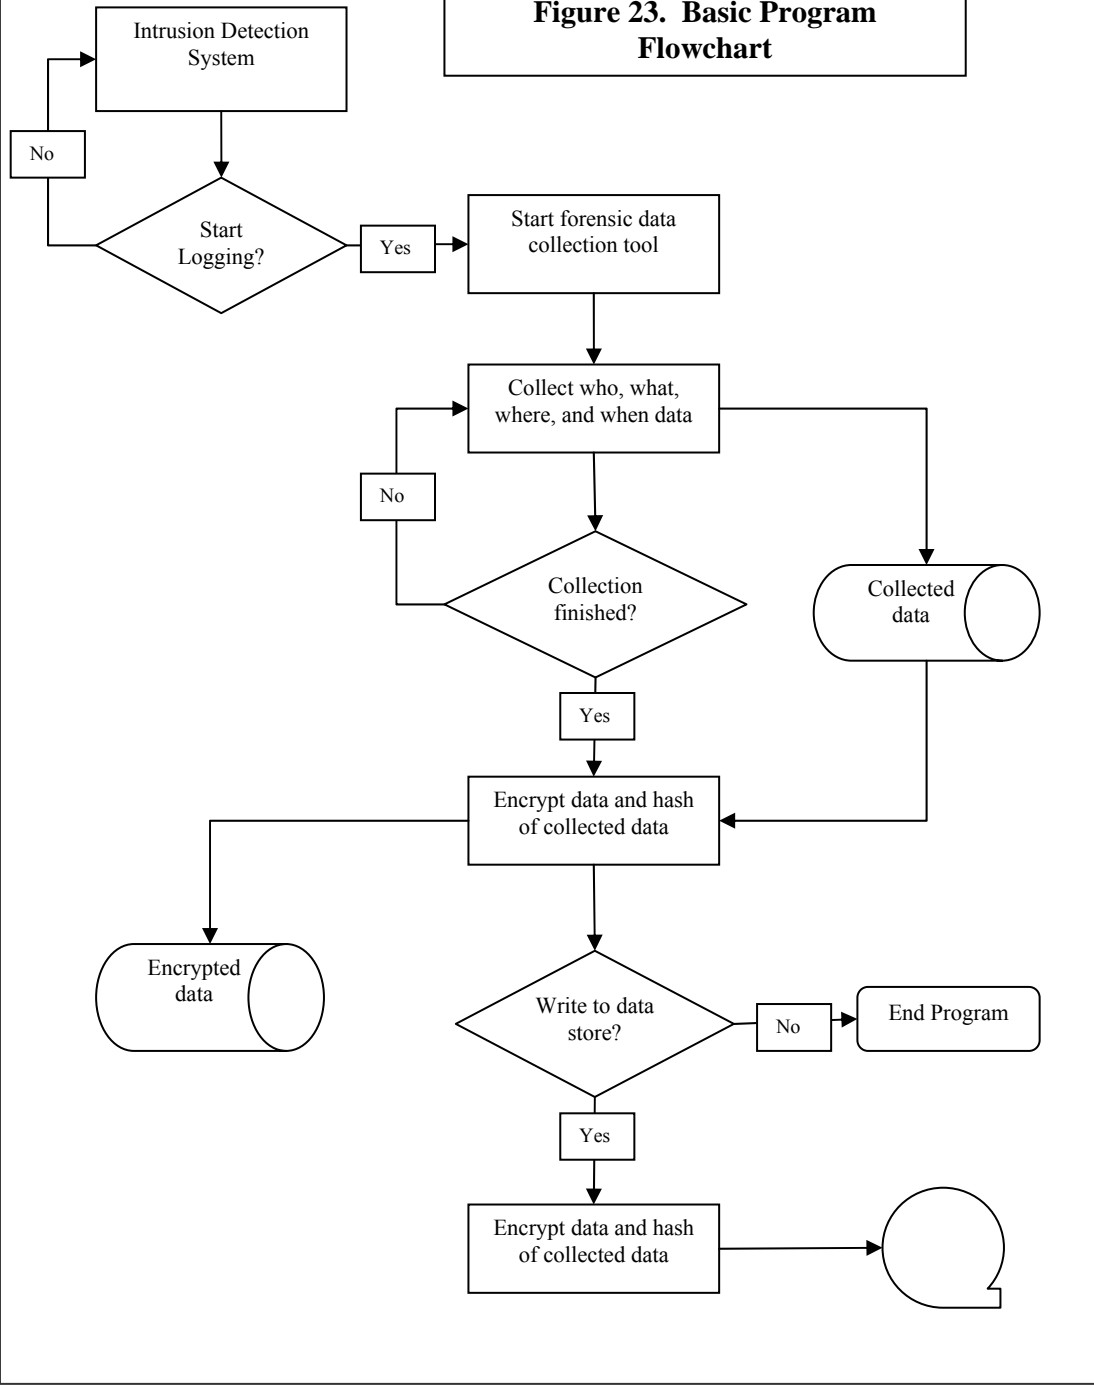 Figure 23.  Basic Program
Flowchart
Intrusion Detection
System
No
Start
Logging?
Yes
Start forensic data
collection tool
Collect who, what,
where, and when data
No
Collection
finished?
Collected
data
Yes
Encrypt data and hash
of collected data
Encrypted
data
Write to data
store?
No
End Program
Yes
Encrypt data and hash
of collected data